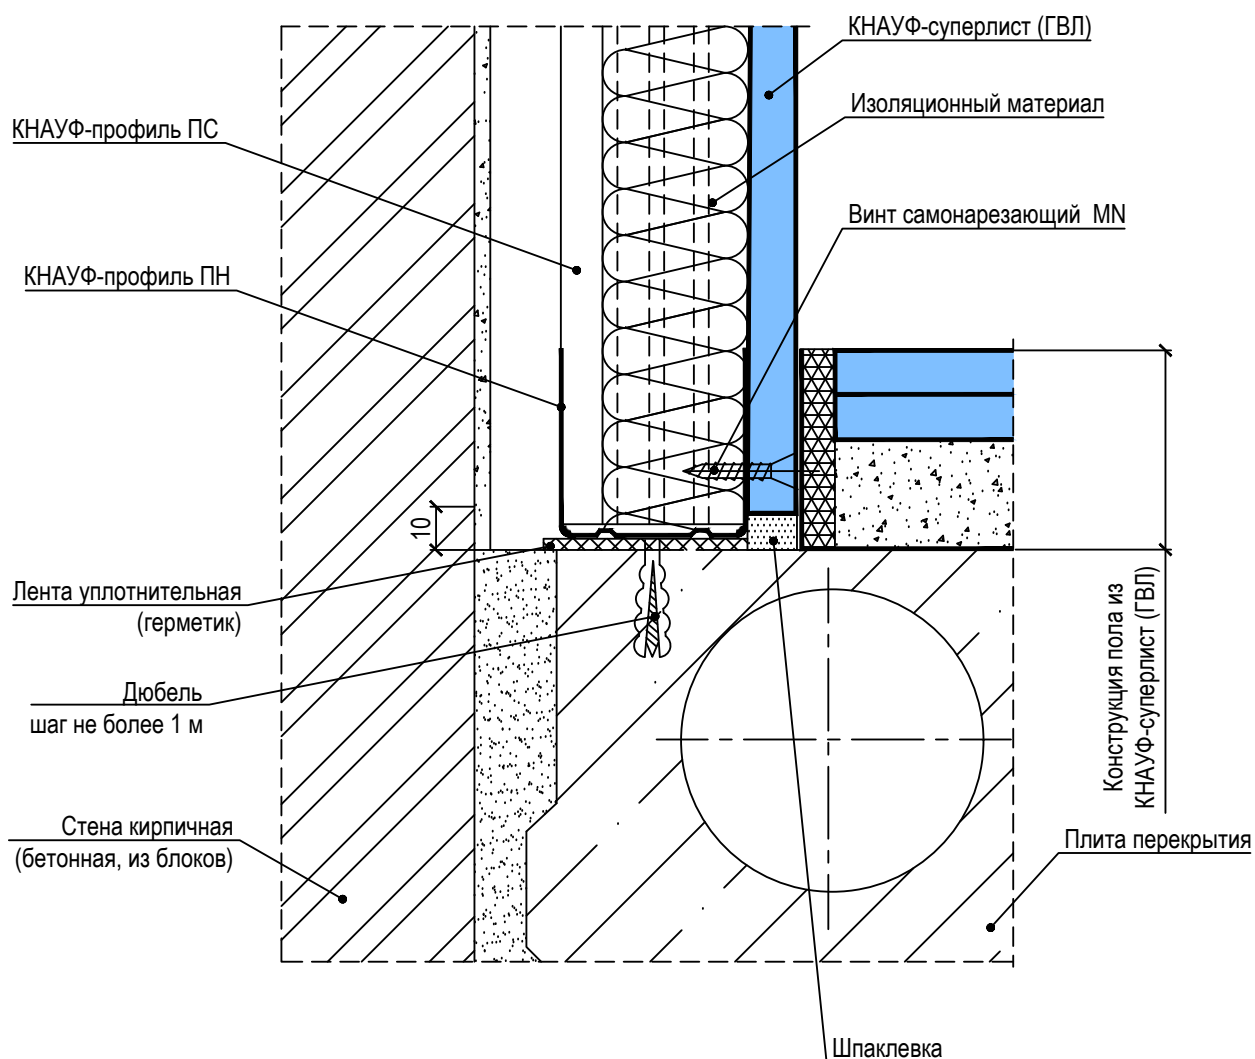 КНАУФ-суперлист (ГВЛ)
Изоляционный материал
КНАУФ-профиль ПС
Винт самонарезающий MN
КНАУФ-профиль ПН
10
Лента уплотнительная
(герметик)
Дюбель
шаг не более 1 м
Конструкция пола из
КНАУФ-суперлист (ГВЛ)
Стена кирпичная
(бетонная, из блоков)
Плита перекрытия
Шпаклевка